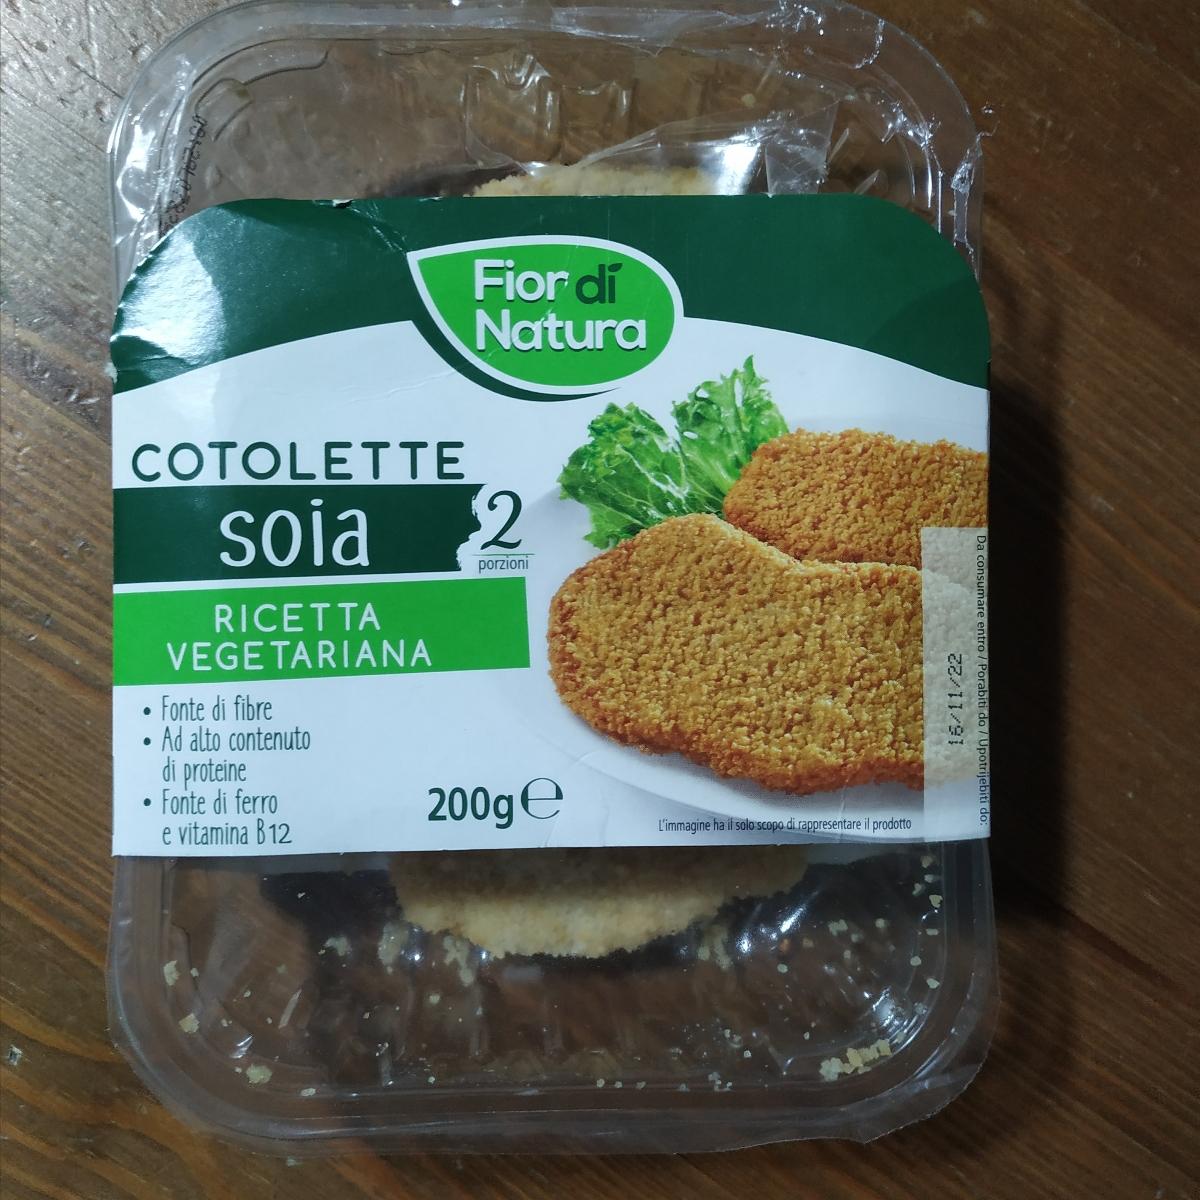 Fior di
Natura
COTOLETTE
soia
2
porzioni
RICETTA
VEGETARIANA
• Fonte di fibre
• Ad alto contenuto
di proteine
• Fonte di ferro
e vitamina B12
200g℮
L'immagine ha il solo scopo di rappresentare il prodotto
Da consumare entro / Porabiti do / Upotrijebiti do:
16/11/22